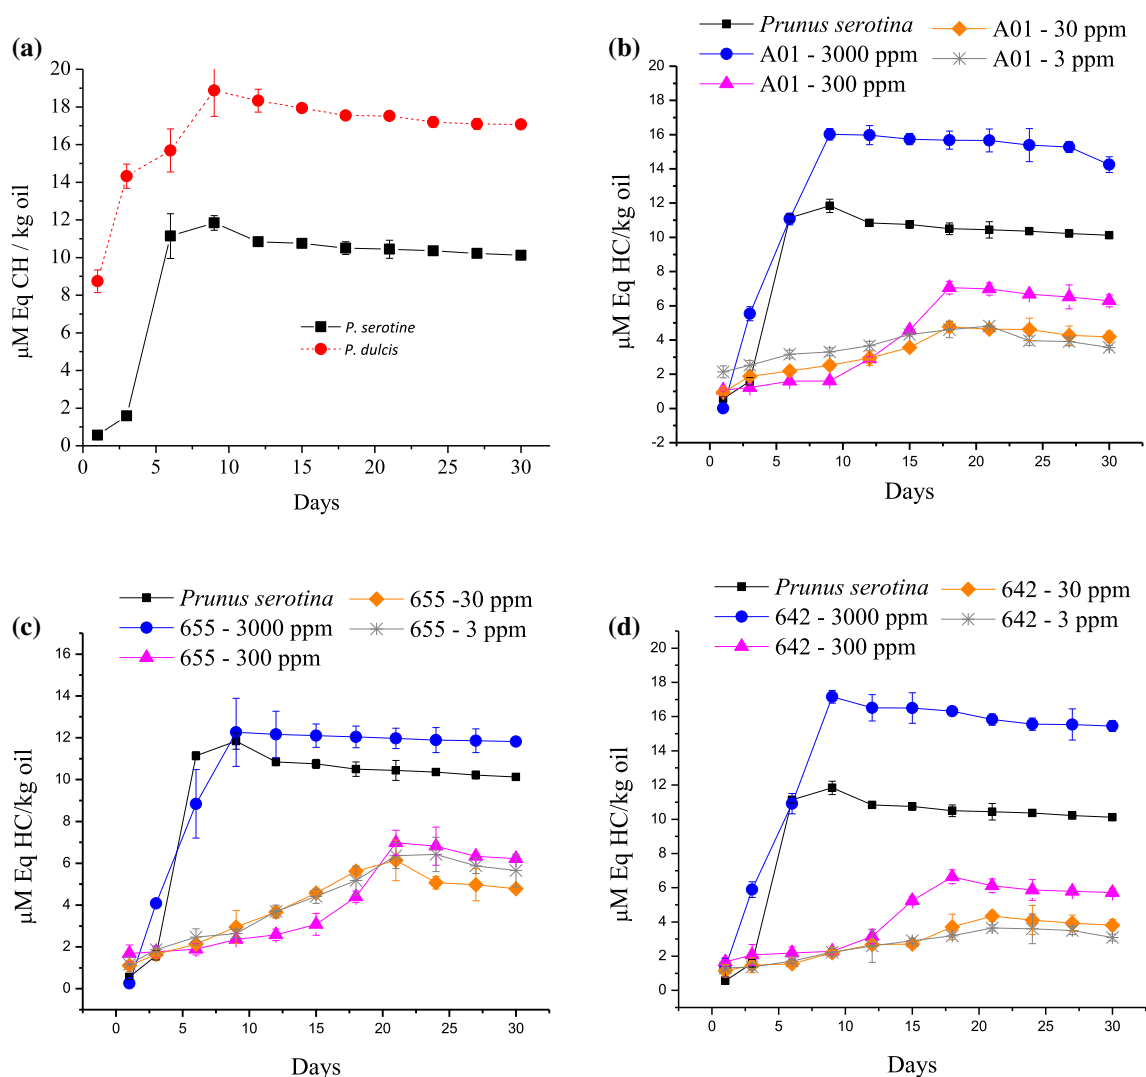 (a)
20
18
16
14
12
10
8
6
4
2
0
µM Eq CH / kg oil
P. serotine
P. dulcis
0 5 10 15 20 25 30
Days
(b)
Prunus serotina
A01 - 3000 ppm
A01 - 300 ppm
A01 - 30 ppm
A01 - 3 ppm
20
18
16
14
12
10
8
6
4
2
0
-2
µM Eq HC/kg oil
0 5 10 15 20 25 30
Days
(c)
Prunus serotina
655 - 3000 ppm
655 - 300 ppm
655 -30 ppm
655 - 3 ppm
16
14
12
10
8
6
4
2
0
µM Eq HC/kg oil
0 5 10 15 20 25 30
Days
(d)
Prunus serotina
642 - 3000 ppm
642 - 300 ppm
642 - 30 ppm
642 - 3 ppm
20
18
16
14
12
10
8
6
4
2
0
µM Eq HC/kg oil
0 5 10 15 20 25 30
Days